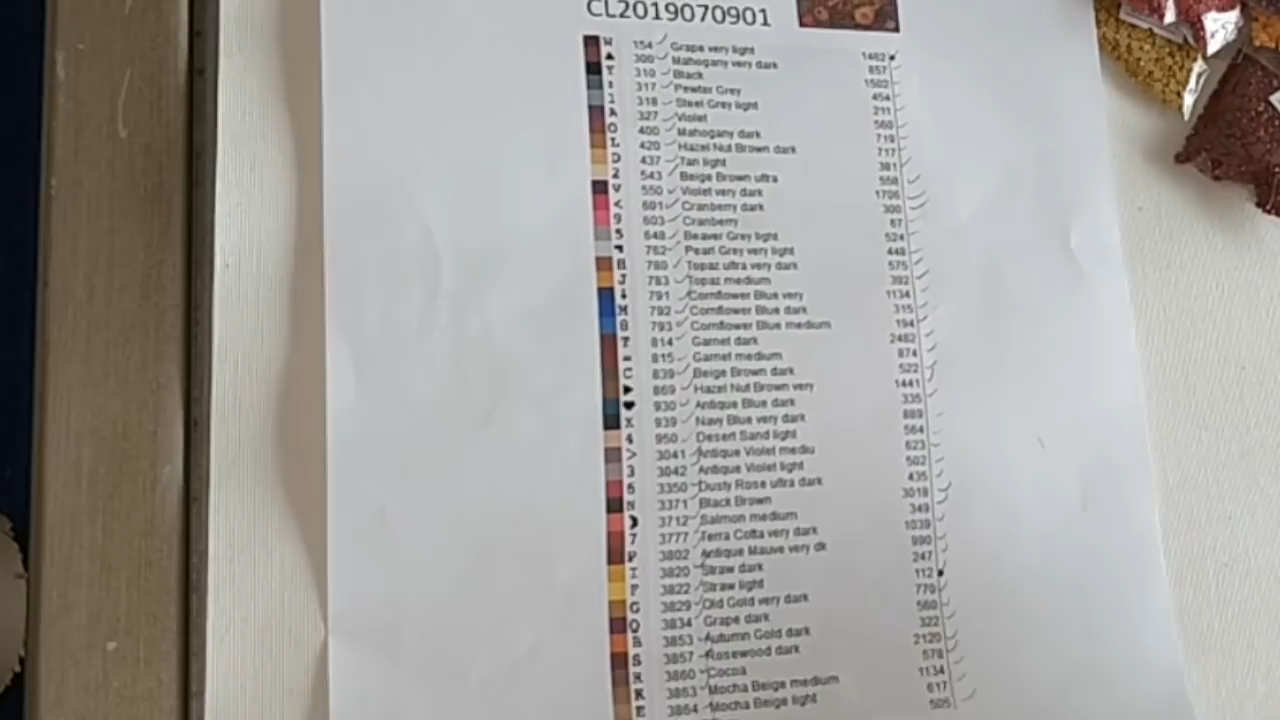 CL2019070901
W 154 Grape very light 1462
▲ 300 Mahogany very dark 857
Y 310 Black 1502
: 317 Pewter Grey 454
1 318 Steel Grey light 211
A 327 Violet 560
O 400 Mahogany dark 719
L 420 Hazel Nut Brown dark 717
D 437 Tan light 381
2 543 Beige Brown ultra 558
V 550 Violet very dark 1706
< 601 Cranberry dark 300
9 603 Cranberry 67
5 648 Beaver Grey light 524
762 Pearl Grey very light 448
B 780 Topaz ultra very dark 575
J 783 Topaz medium 392
↓ 791 Cornflower Blue very 1134
M 792 Cornflower Blue dark 315
8 793 Cornflower Blue medium 194
T 814 Garnet dark 2482
= 815 Garnet medium 874
C 839 Beige Brown dark 522
► 869 Hazel Nut Brown very 1441
♥ 930 Antique Blue dark 335
X 939 Navy Blue very dark 889
4 950 Desert Sand light 564
> 3041 Antique Violet mediu 623
3 3042 Antique Violet light 502
6 3350 Dusty Rose ultra dark 435
N 3371 Black Brown 3018
3712 Salmon medium 349
7 3777 Terra Cotta very dark 1039
P 3802 Antique Mauve very dk 990
I 3820 Straw dark 247
F 3822 Straw light 112
G 3829 Old Gold very dark 770
Q 3834 Grape dark 560
R 3853 Autumn Gold dark 322
S 3857 Rosewood dark 2120
H 3860 Cocoa 578
K 3863 Mocha Beige medium 1134
E 3864 Mocha Beige light 617
505